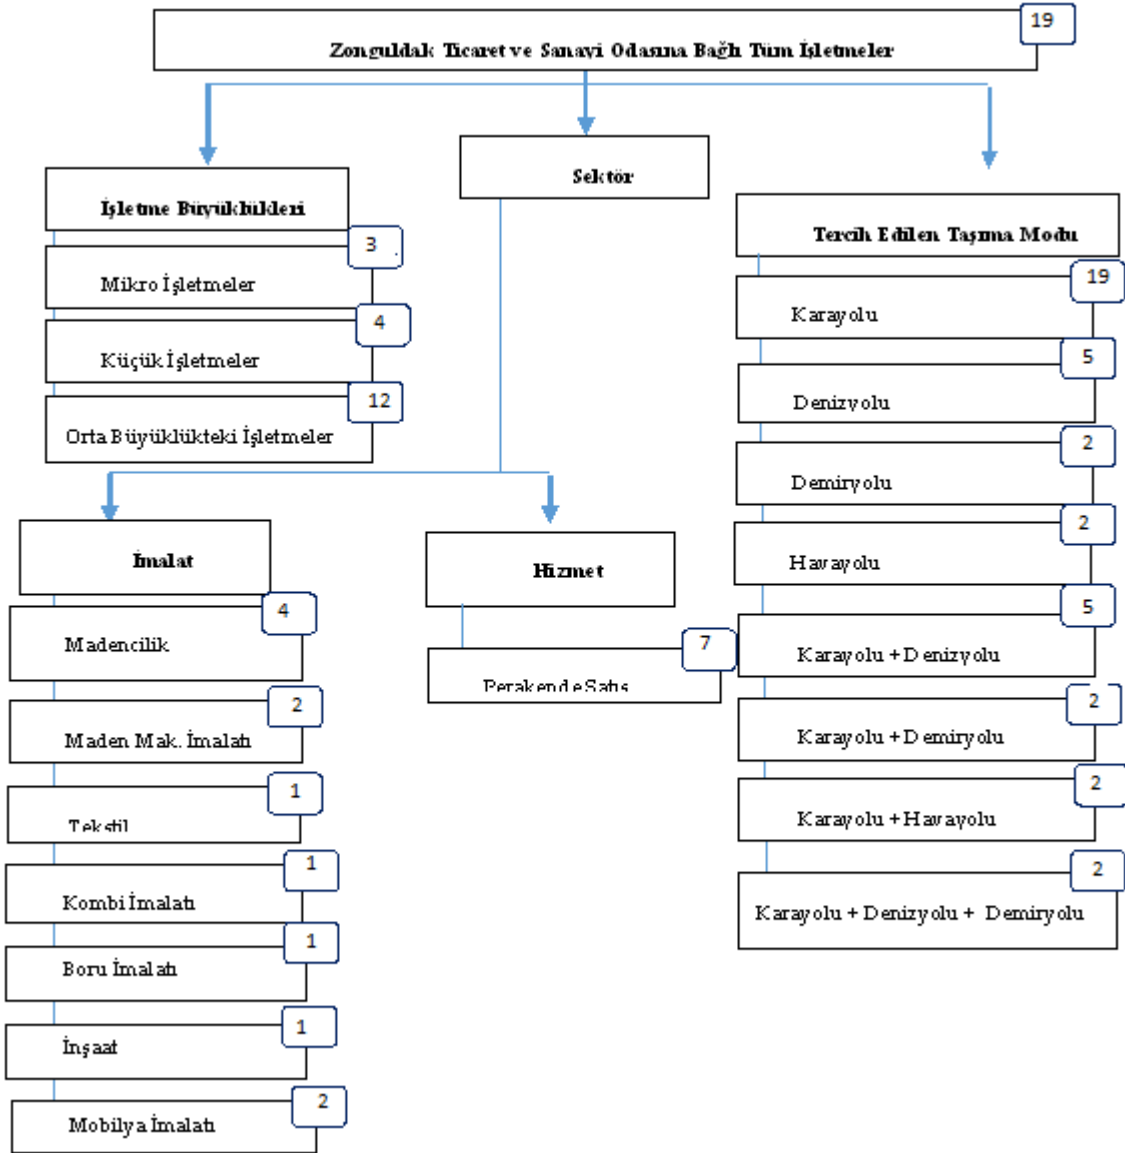 19
Zonguldak Ticaret ve Sanayi Odasına Bağlı Tüm İşletmeler
Sektör
İşletme Büyüklükleri
3
Mikro İşletmeler
4
Küçük İşletmeler
12
Orta Büyüklükteki İşletmeler
Tercih Edilen Taşıma Modu
19
Karayolu
5
Denizyolu
2
Demiryolu
2
Havayolu
5
Karayolu + Denizyolu
2
Karayolu + Demiryolu
2
Karayolu + Havayolu
2
Karayolu + Denizyolu + Demiryolu
İmalat
4
Madencilik
2
Maden Mak. İmalatı
1
Tekstil
1
Kombi İmalatı
1
Boru İmalatı
1
İnşaat
2
Mobilya İmalatı
Hizmet
7
Perakende Satış